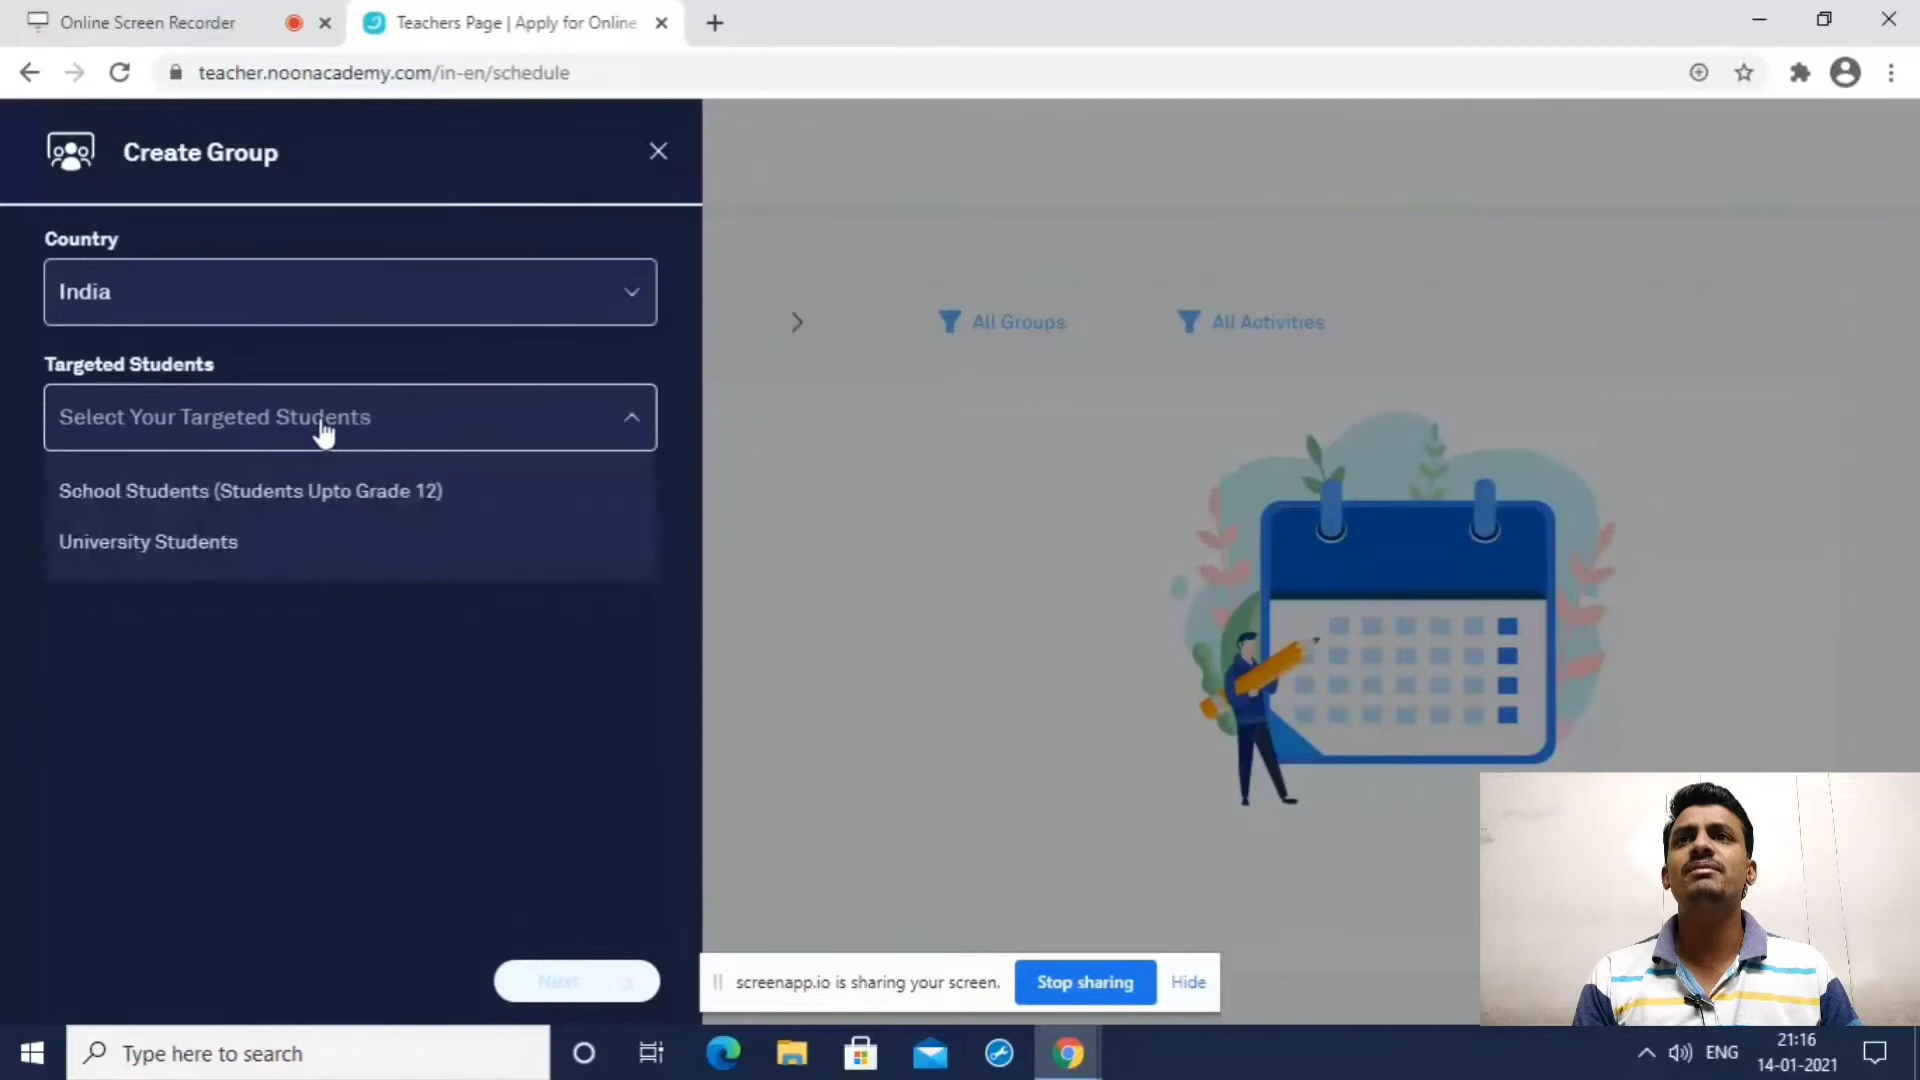 Online Screen Recorder
Teachers Page | Apply for Online
teacher.noonacademy.com/in-en/schedule
Create Group
Country
India
Targeted Students
Select Your Targeted Students
School Students (Students Upto Grade 12)
University Students
All Groups
All Activities
Next
screenapp.io is sharing your screen.
Stop sharing
Hide
Type here to search
ENG
21:16
14-01-2021